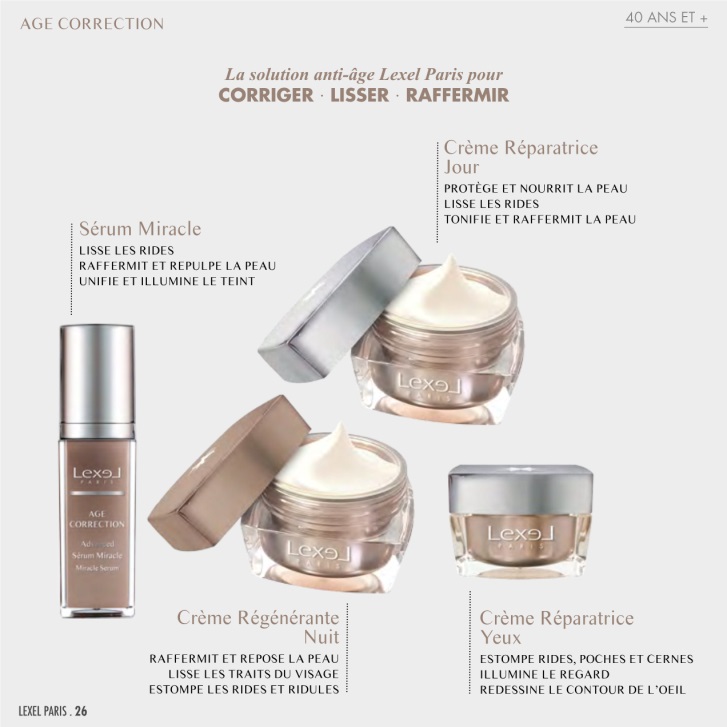 AGE CORRECTION
40 ANS ET +
La solution anti-âge Lexel Paris pour
CORRIGER · LISSER · RAFFERMIR
Crème Réparatrice
Jour
PROTÈGE ET NOURRIT LA PEAU
LISSE LES RIDES
TONIFIE ET RAFFERMIT LA PEAU
Sérum Miracle
LISSE LES RIDES
RAFFERMIT ET REPULPE LA PEAU
UNIFIE ET ILLUMINE LE TEINT
Lexel
PARIS
Lexel
PARIS
AGE
CORRECTION
Advanced
Sérum Miracle
Miracle Serum
Lexel
PARIS
Lexel
PARIS
Crème Régénérante
Nuit
RAFFERMIT ET REPOSE LA PEAU
LISSE LES TRAITS DU VISAGE
ESTOMPE LES RIDES ET RIDULES
Crème Réparatrice
Yeux
ESTOMPE RIDES, POCHES ET CERNES
ILLUMINE LE REGARD
REDESSINE LE CONTOUR DE L'OEIL
LEXEL PARIS . 26